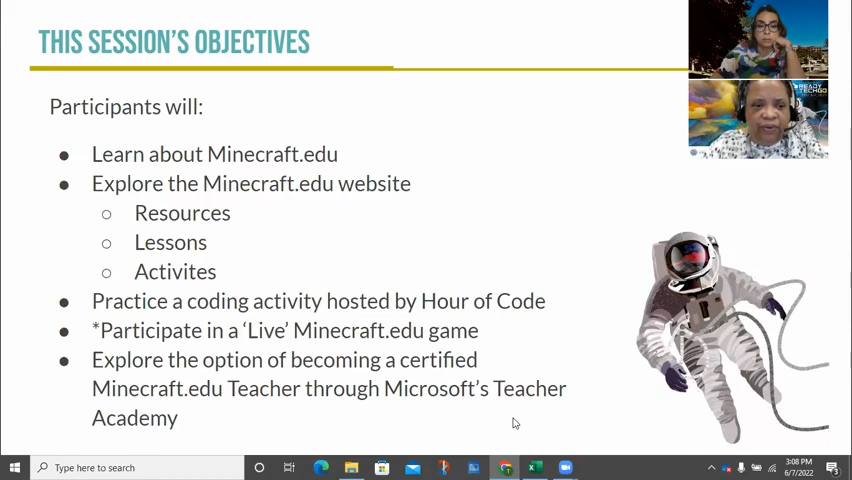 THIS SESSION'S OBJECTIVES
READY
TECHGO
Participants will:
● Learn about Minecraft.edu
● Explore the Minecraft.edu website
○ Resources
○ Lessons
○ Activites
● Practice a coding activity hosted by Hour of Code
● *Participate in a ‘Live’ Minecraft.edu game
● Explore the option of becoming a certified
Minecraft.edu Teacher through Microsoft's Teacher
Academy
Type here to search
3:08 PM
6/7/2022